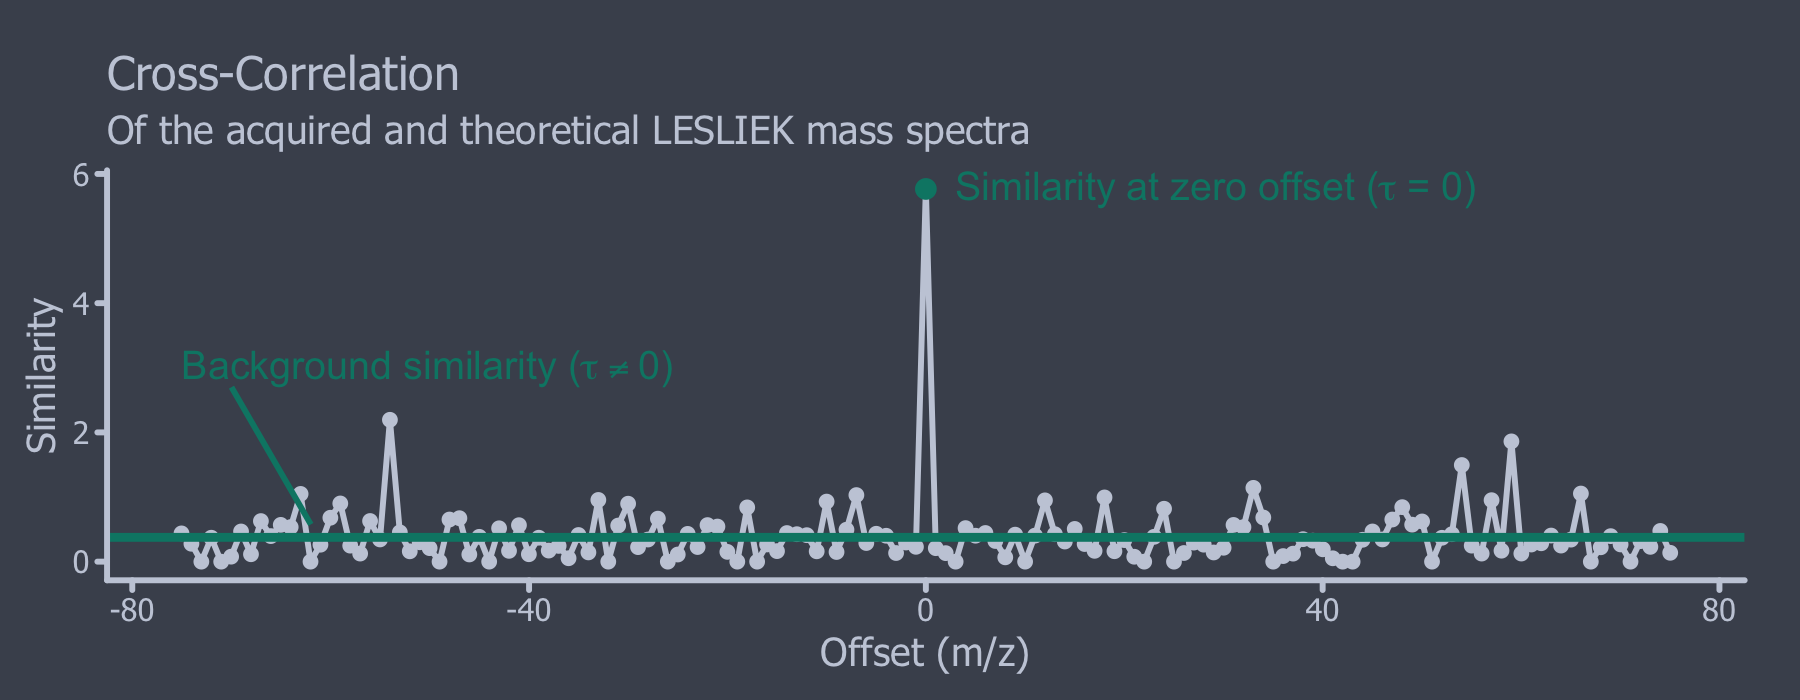 Cross-Correlation
Of the acquired and theoretical LESLIEK mass spectra
6
Similarity at zero offset (τ = 0)
4
Background similarity (τ ≠ 0)
Similarity
2
0
-80 -40 0 40 80
Offset (m/z)